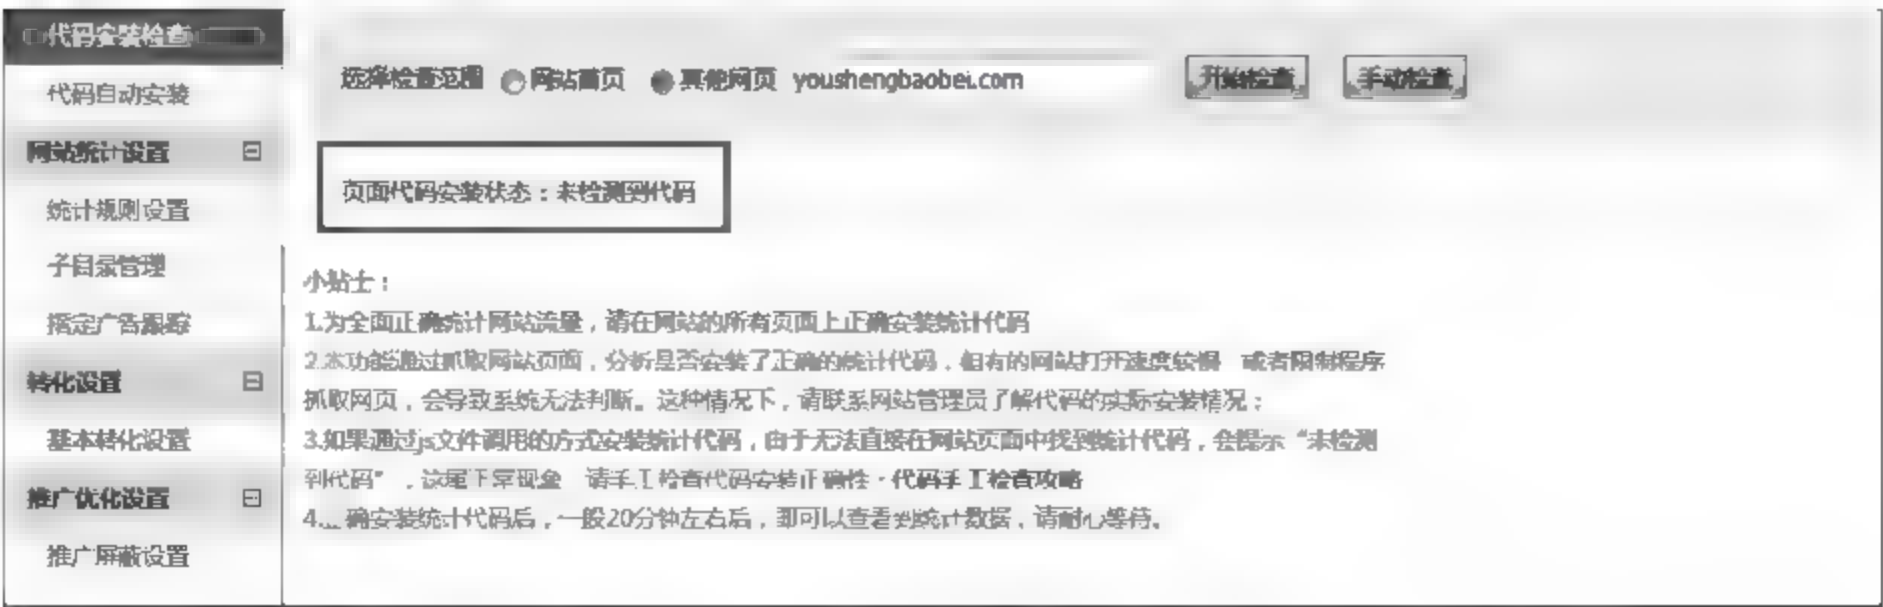 代码安装检查
代码自动安装
网站统计设置
统计规则设置
子目录管理
指定广告跟踪
转化设置
基本转化设置
推广优化设置
推广屏蔽设置
选择检查范围 网站首页 其他网页 youshengbaobei.com 开始检查 手动检查
页面代码安装状态：未检测到代码
小贴士：
1.为全面正确统计网站流量，请在网站的所有页面上正确安装统计代码
2.本功能通过抓取网站页面，分析是否安装了正确的统计代码，但有的网站打开速度较慢 或者限制程序
抓取网页，会导致系统无法判断。这种情况下，请联系网站管理员了解代码的实际安装情况；
3.如果通过js文件调用的方式安装统计代码，由于无法直接在网站页面中找到统计代码，会提示“未检测
到代码”，这属正常现象 请手工检查代码安装正确性 代码手工检查攻略
4. 确安装统计代码后，一般20分钟左右后，即可以查看到统计数据，请耐心等待。